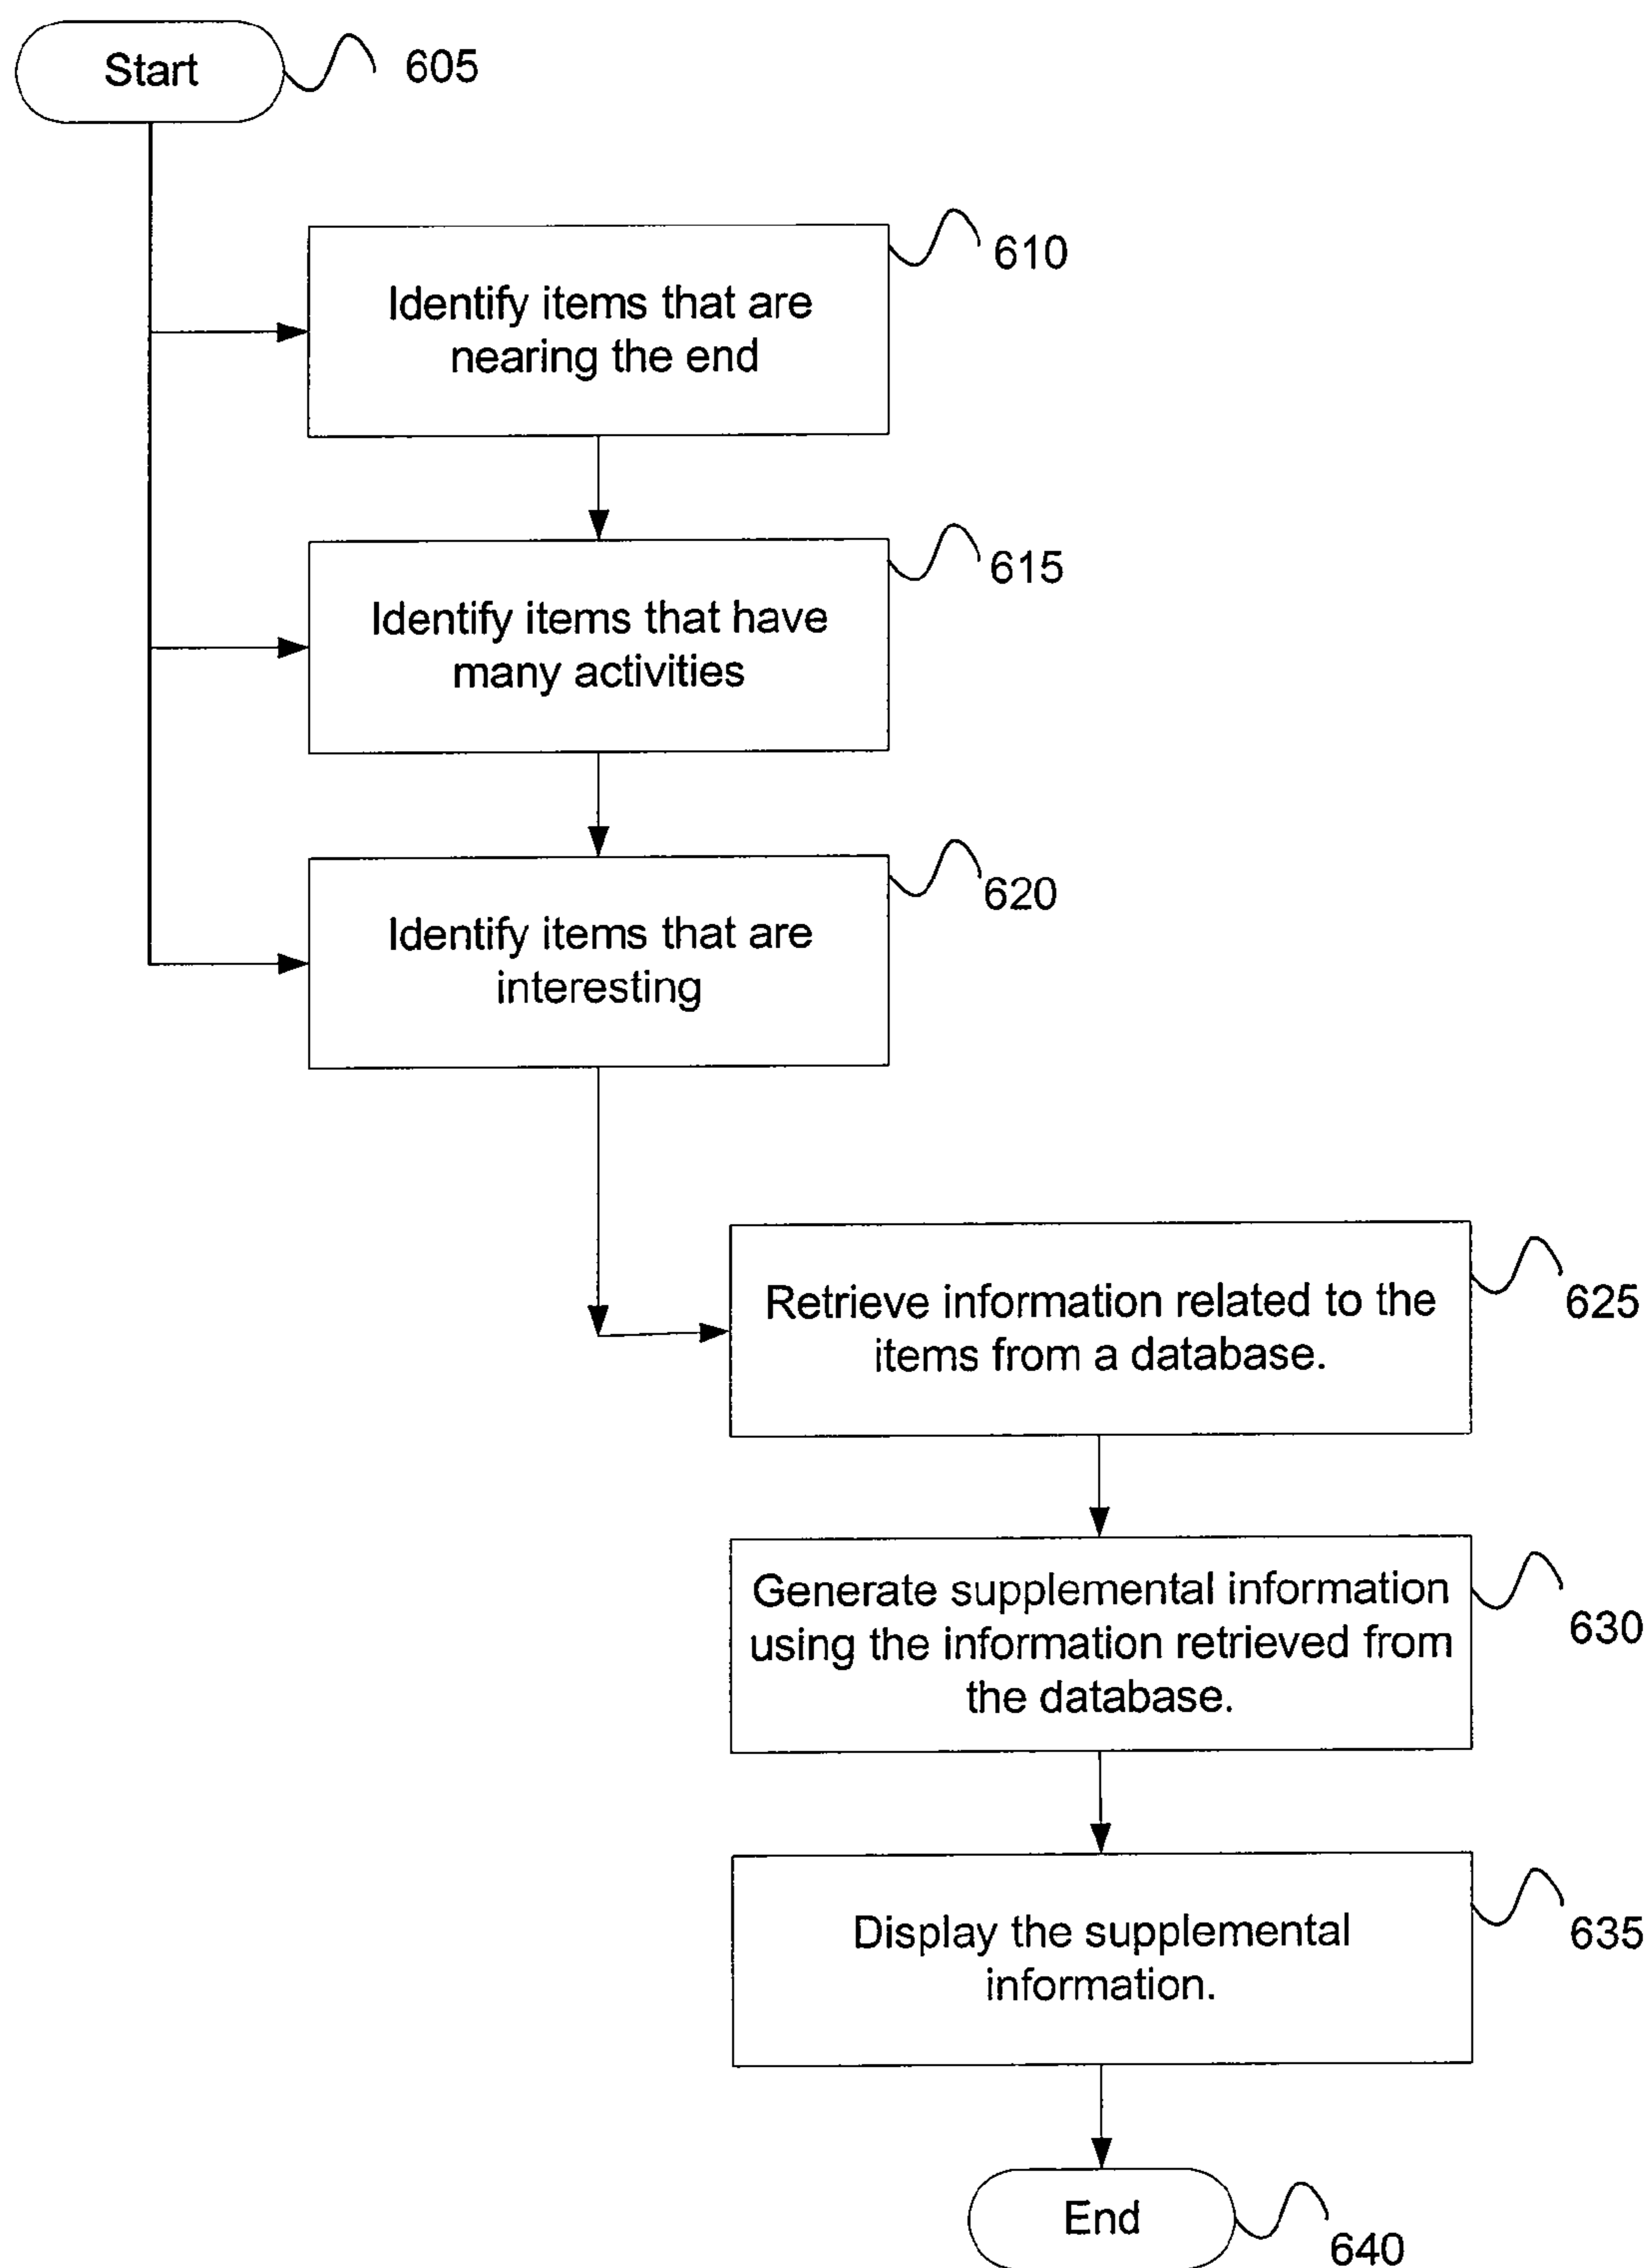 Start
605
610
Identify items that are
nearing the end
615
Identify items that have
many activities
620
Identify items that are
interesting
625
Retrieve information related to the
items from a database.
630
Generate supplemental information
using the information retrieved from
the database.
635
Display the supplemental
information.
End
640